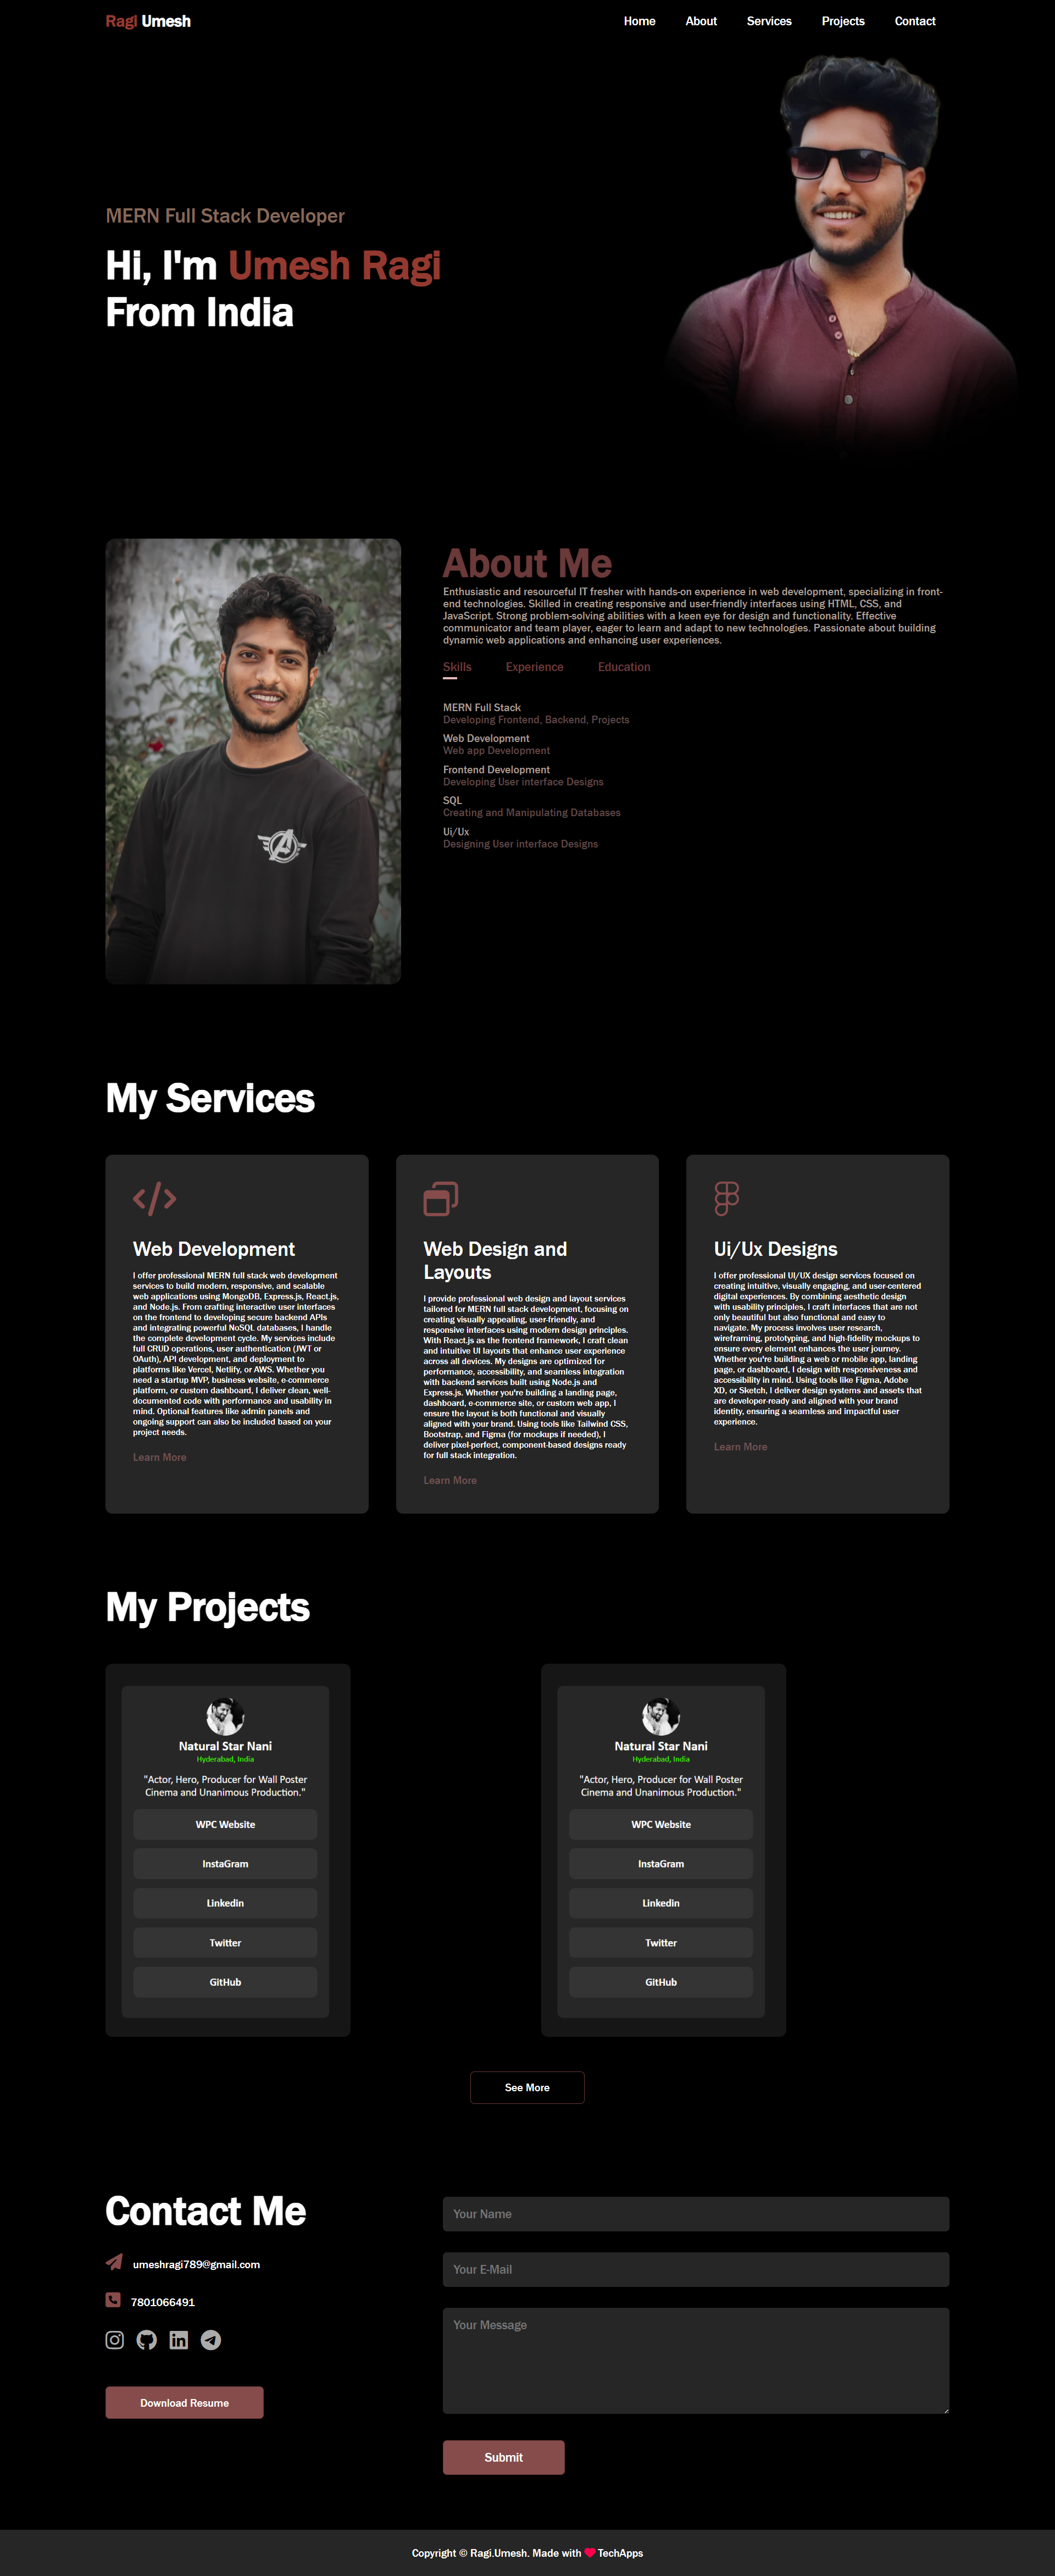 Ragi Umesh
Home About Services Projects Contact
MERN Full Stack Developer
Hi, I'm Umesh Ragi
From India
About Me
Enthusiastic and resourceful IT fresher with hands-on experience in web development, specializing in front-
end technologies. Skilled in creating responsive and user-friendly interfaces using HTML, CSS, and
JavaScript. Strong problem-solving abilities with a keen eye for design and functionality. Effective
communicator and team player, eager to learn and adapt to new technologies. Passionate about building
dynamic web applications and enhancing user experiences.
Skills Experience Education
MERN Full Stack
Developing Frontend, Backend, Projects
Web Development
Web app Development
Frontend Development
Developing User interface Designs
SQL
Creating and Manipulating Databases
Ui/Ux
Designing User interface Designs
My Services
Web Development
I offer professional MERN full stack web development
services to build modern, responsive, and scalable
web applications using MongoDB, Express.js, React.js,
and Node.js. From crafting interactive user interfaces
on the frontend to developing secure backend APIs
and integrating powerful NoSQL databases, I handle
the complete development cycle. My services include
full CRUD operations, user authentication (JWT or
OAuth), API development, and deployment to
platforms like Vercel, Netlify, or AWS. Whether you
need a startup MVP, business website, e-commerce
platform, or custom dashboard, I deliver clean, well-
documented code with performance and usability in
mind. Optional features like admin panels and
ongoing support can also be included based on your
project needs.
Learn More
Web Design and
Layouts
I provide professional web design and layout services
tailored for MERN full stack development, focusing on
creating visually appealing, user-friendly, and
responsive interfaces using modern design principles.
With React.js as the frontend framework, I craft clean
and intuitive UI layouts that enhance user experience
across all devices. My designs are optimized for
performance, accessibility, and seamless integration
with backend services built using Node.js and
Express.js. Whether you're building a landing page,
dashboard, e-commerce site, or custom web app, I
ensure the layout is both functional and visually
aligned with your brand. Using tools like Tailwind CSS,
Bootstrap, and Figma (for mockups if needed), I
deliver pixel-perfect, component-based designs ready
for full stack integration.
Learn More
Ui/Ux Designs
I offer professional UI/UX design services focused on
creating intuitive, visually engaging, and user-centered
digital experiences. By combining aesthetic design
with usability principles, I craft interfaces that are not
only beautiful but also functional and easy to
navigate. My process involves user research,
wireframing, prototyping, and high-fidelity mockups to
ensure every element enhances the user journey.
Whether you're building a web or mobile app, landing
page, or dashboard, I design with responsiveness and
accessibility in mind. Using tools like Figma, Adobe
XD, or Sketch, I deliver design systems and assets that
are developer-ready and aligned with your brand
identity, ensuring a seamless and impactful user
experience.
Learn More
My Projects
Natural Star Nani
Hyderabad, India
"Actor, Hero, Producer for Wall Poster
Cinema and Unanimous Production."
WPC Website
InstaGram
Linkedin
Twitter
GitHub
Natural Star Nani
Hyderabad, India
"Actor, Hero, Producer for Wall Poster
Cinema and Unanimous Production."
WPC Website
InstaGram
Linkedin
Twitter
GitHub
See More
Contact Me
umeshragi789@gmail.com
7801066491
Download Resume
Your Name
Your E-Mail
Your Message
Submit
Copyright © Ragi.Umesh. Made with ❤ TechApps